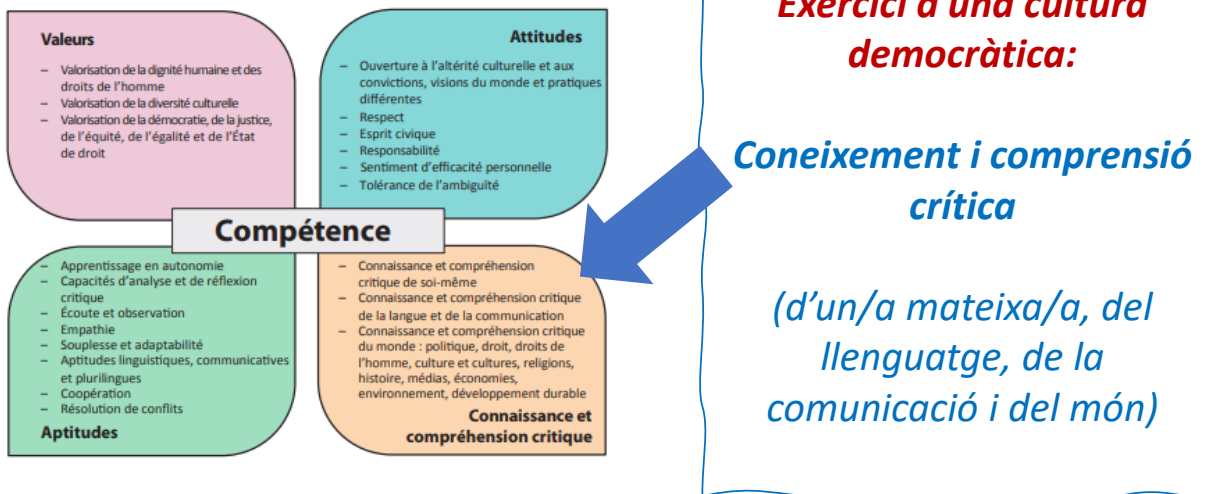 Valeurs
– Valorisation de la dignité humaine et des
droits de l'homme
– Valorisation de la diversité culturelle
– Valorisation de la démocratie, de la justice,
de l'équité, de l'égalité et de l'État
de droit
Attitudes
– Ouverture à l'altérité culturelle et aux
convictions, visions du monde et pratiques
différentes
– Respect
– Esprit civique
– Responsabilité
– Sentiment d'efficacité personnelle
– Tolérance de l'ambiguïté
Compétence
– Apprentissage en autonomie
– Capacités d'analyse et de réflexion
critique
– Écoute et observation
– Empathie
– Souplesse et adaptabilité
– Aptitudes linguistiques, communicatives
et plurilingues
– Coopération
– Résolution de conflits
Aptitudes
– Connaissance et compréhension
critique de soi-même
– Connaissance et compréhension critique
de la langue et de la communication
– Connaissance et compréhension critique
du monde : politique, droit, droits de
l'homme, culture et cultures, religions,
histoire, médias, économies,
environnement, développement durable
Connaissance et
compréhension critique
Exercici d'una cultura
democràtica:
Coneixement i comprensió
crítica
(d'un/a mateixa/a, del
llenguatge, de la
comunicació i del món)